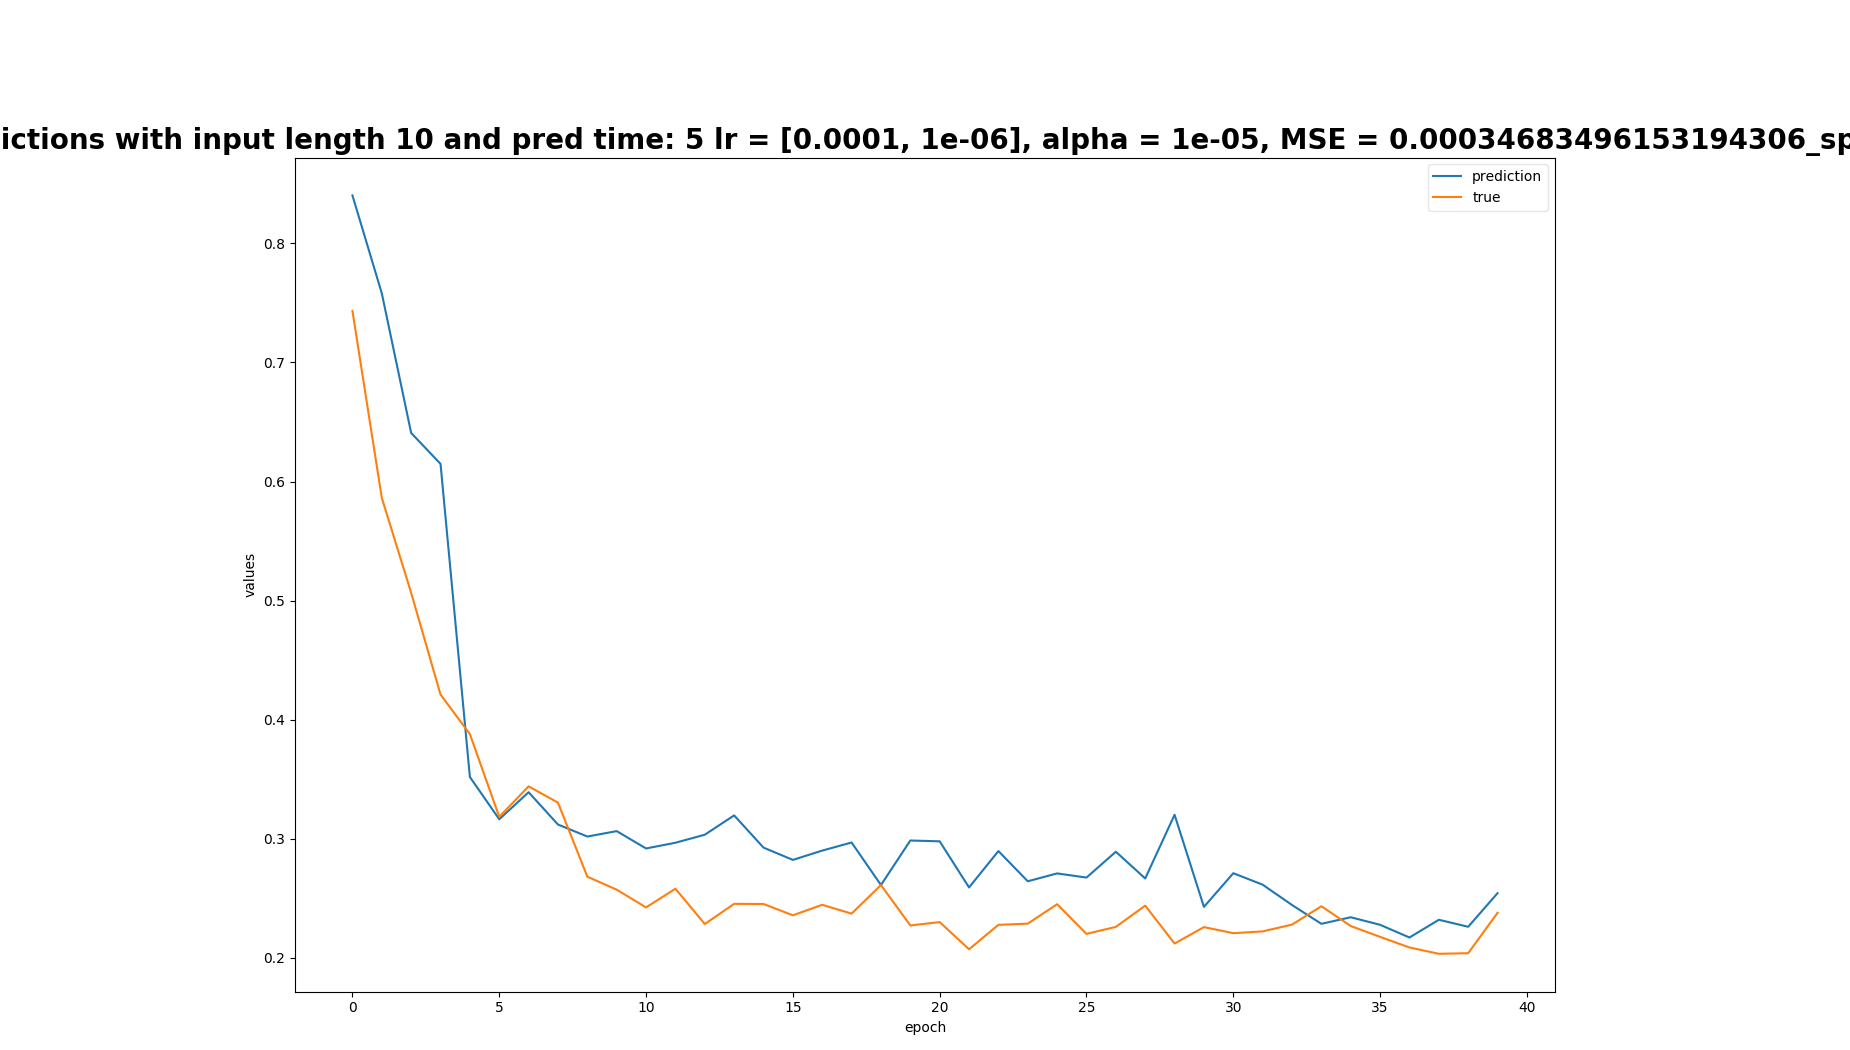 ictions with input length 10 and pred time: 5 lr = [0.0001, 1e-06], alpha = 1e-05, MSE = 0.00034683496153194306_sp
prediction
true
0.8
0.7
0.6
0.5
0.4
0.3
0.2
values
0 5 10 15 20 25 30 35 40
epoch